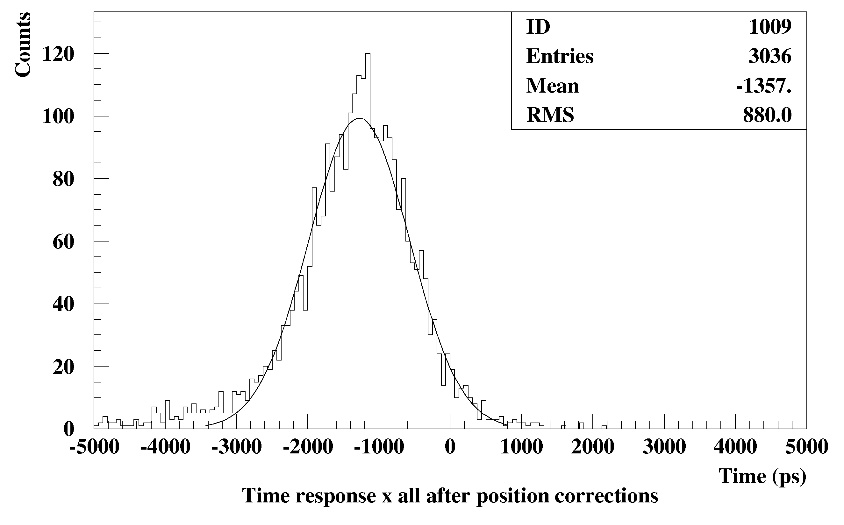 Counts
ID 1009
Entries 3036
Mean -1357.
RMS 880.0
120
100
80
60
40
20
0
-5000 -4000 -3000 -2000 -1000 0 1000 2000 3000 4000 5000
Time (ps)
Time response x all after position corrections